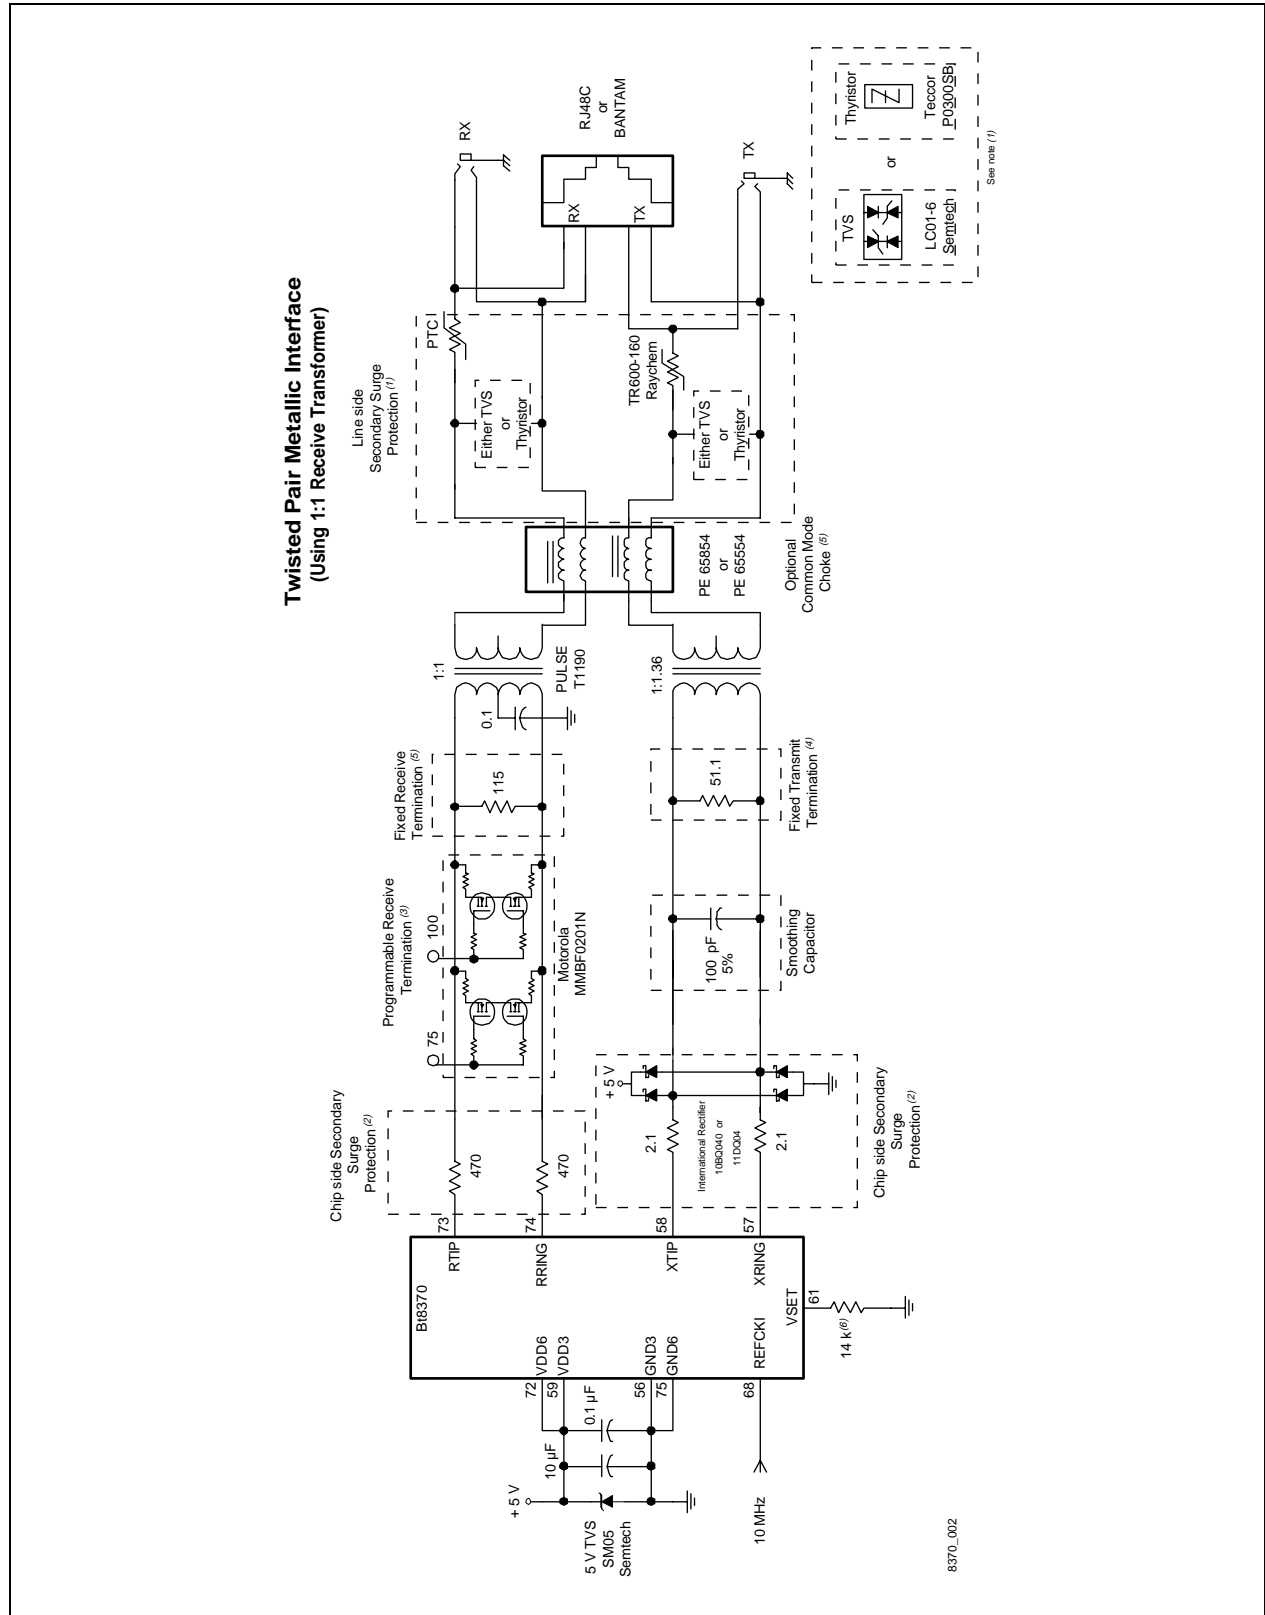 Twisted Pair Metallic Interface
(Using 1:1 Receive Transformer)
Line side
Secondary Surge
Protection (1)
Chip side Secondary
Surge
Protection (2)
Programmable Receive
Termination (3)
Fixed Receive
Termination (5)
+ 5 V
5 V TVS
SM05
Semtech
10 µF
0.1 µF
72
59
56
75
68
10 MHz
Bt8370
VDD6
VDD3
GND3
GND6
REFCKI
VSET
61
14 k(6)
RTIP
RRING
XTIP
XRING
73
74
58
57
470
470
75
100
Motorola
MMBF0201N
115
0.1
1:1
PULSE
T1190
2.1
2.1
+ 5 V
International Rectifier
10BQ040 or
11DQ04
Chip side Secondary
Surge
Protection (2)
100 pF
5%
Smoothing
Capacitor
51.1
Fixed Transmit
Termination (4)
1:1.36
PE 65854
or
PE 65554
Optional
Common Mode
Choke (5)
PTC
Either TVS
or
Thyristor
TR600-160
Raychem
Either TVS
or
Thyristor
RX
RX
TX
RJ48C
or
BANTAM
TX
TVS
LC01-6
Semtech
or
Thyristor
Teccor
P0300SB
See note (1)
8370_002